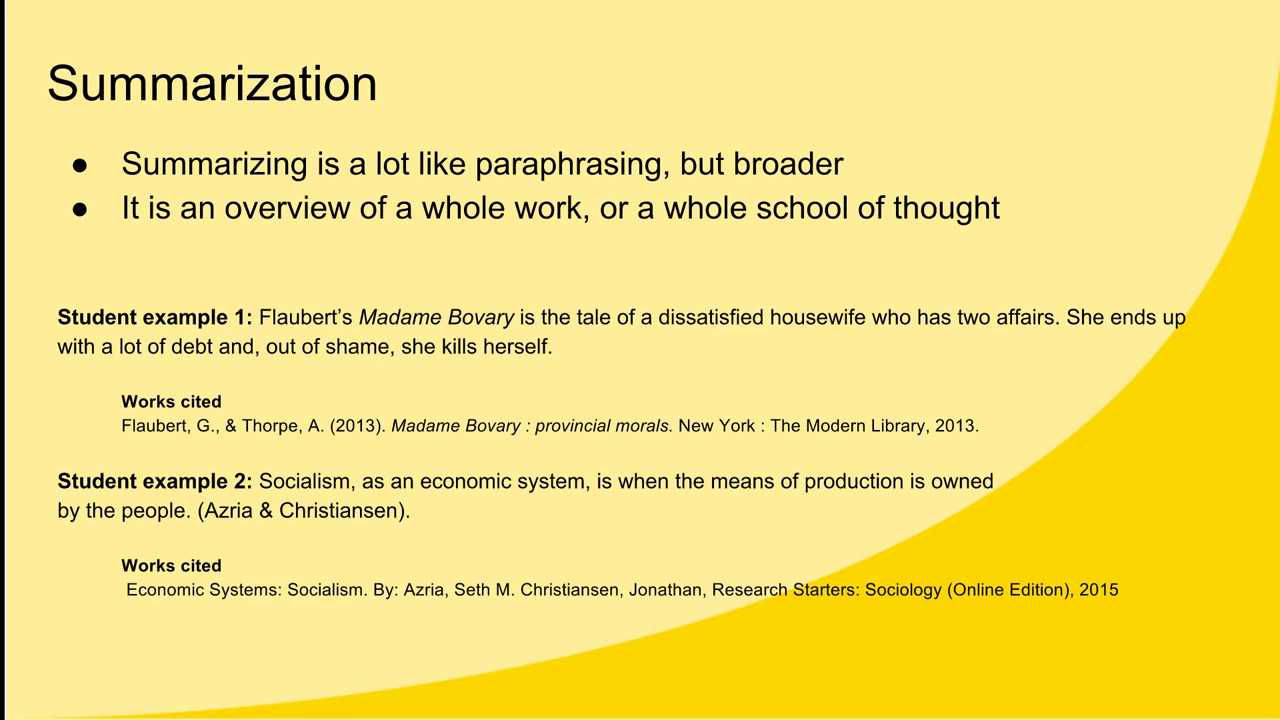 Summarization
● Summarizing is a lot like paraphrasing, but broader
● It is an overview of a whole work, or a whole school of thought
Student example 1: Flaubert’s Madame Bovary is the tale of a dissatisfied housewife who has two affairs. She ends up
with a lot of debt and, out of shame, she kills herself.
Works cited
Flaubert, G., & Thorpe, A. (2013). Madame Bovary : provincial morals. New York : The Modern Library, 2013.
Student example 2: Socialism, as an economic system, is when the means of production is owned
by the people. (Azria & Christiansen).
Works cited
Economic Systems: Socialism. By: Azria, Seth M. Christiansen, Jonathan, Research Starters: Sociology (Online Edition), 2015